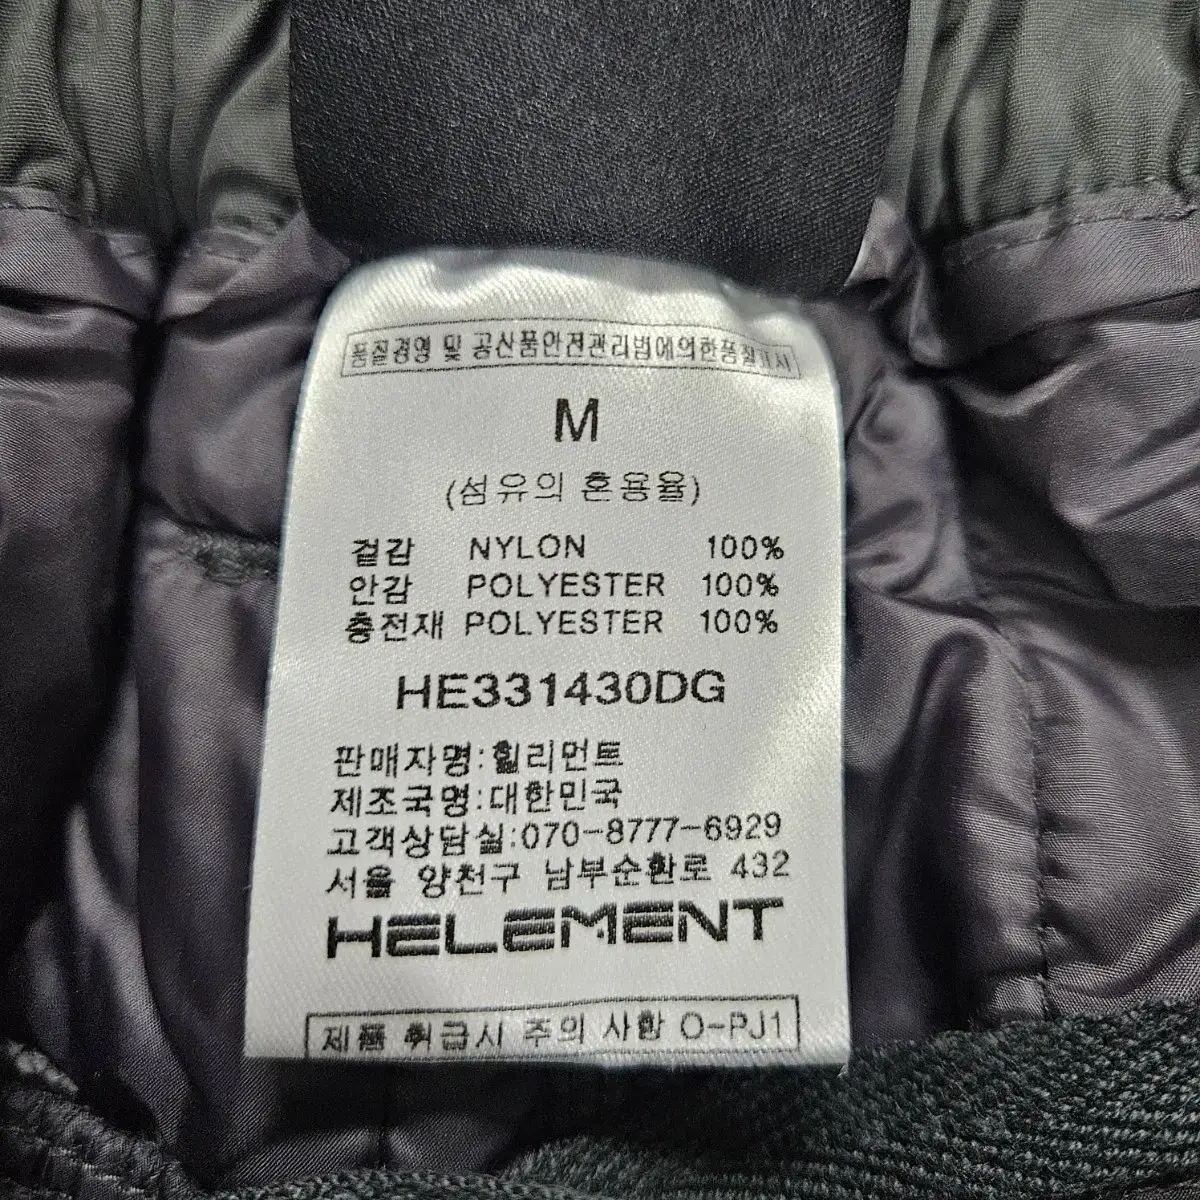 품질경영 및 공산품안전관리법에의한품질표시
M
(섬유의 혼용율)
겉감 NYLON 100%
안감 POLYESTER 100%
충전재 POLYESTER 100%
HE331430DG
판매자명:힐리먼트
제조국명:대한민국
고객상담실:070-8777-6929
서울 양천구 남부순환로 432
HELEMENT
제품 취급시 주의 사항 O-PJ1